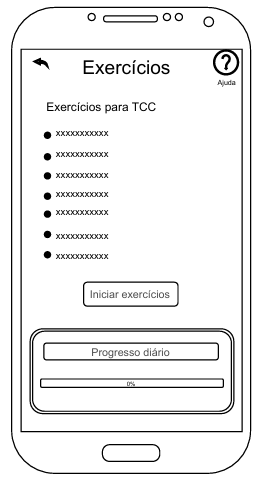 Exercícios
?
Ajuda
Exercícios para TCC
xxxxxxxxxxx
xxxxxxxxxxx
xxxxxxxxxxx
xxxxxxxxxxx
xxxxxxxxxxx
xxxxxxxxxxx
xxxxxxxxxxx
Iniciar exercícios
Progresso diário
0%